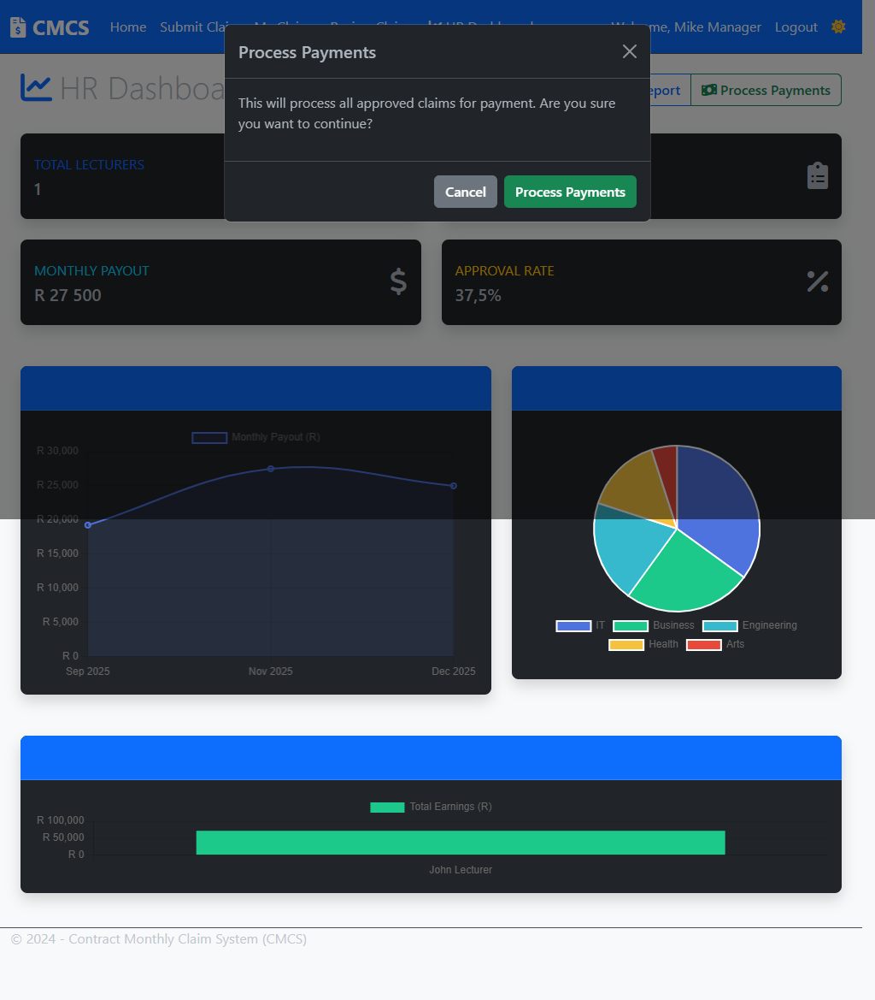 CMCS Home Submit Clai Welcome, Mike Manager Logout
Process Payments
HR Dashboa
Process Payments
This will process all approved claims for payment. Are you sure
you want to continue?
TOTAL LECTURERS
1
Cancel Process Payments
MONTHLY PAYOUT
R 27 500
APPROVAL RATE
37,5%
Monthly Payout (R)
R 30,000
R 25,000
R 20,000
R 15,000
R 10,000
R 5,000
R 0
Sep 2025 Nov 2025 Dec 2025
IT Business Engineering
Health Arts
Total Earnings (R)
R 100,000
R 50,000
R 0
John Lecturer
© 2024 - Contract Monthly Claim System (CMCS)